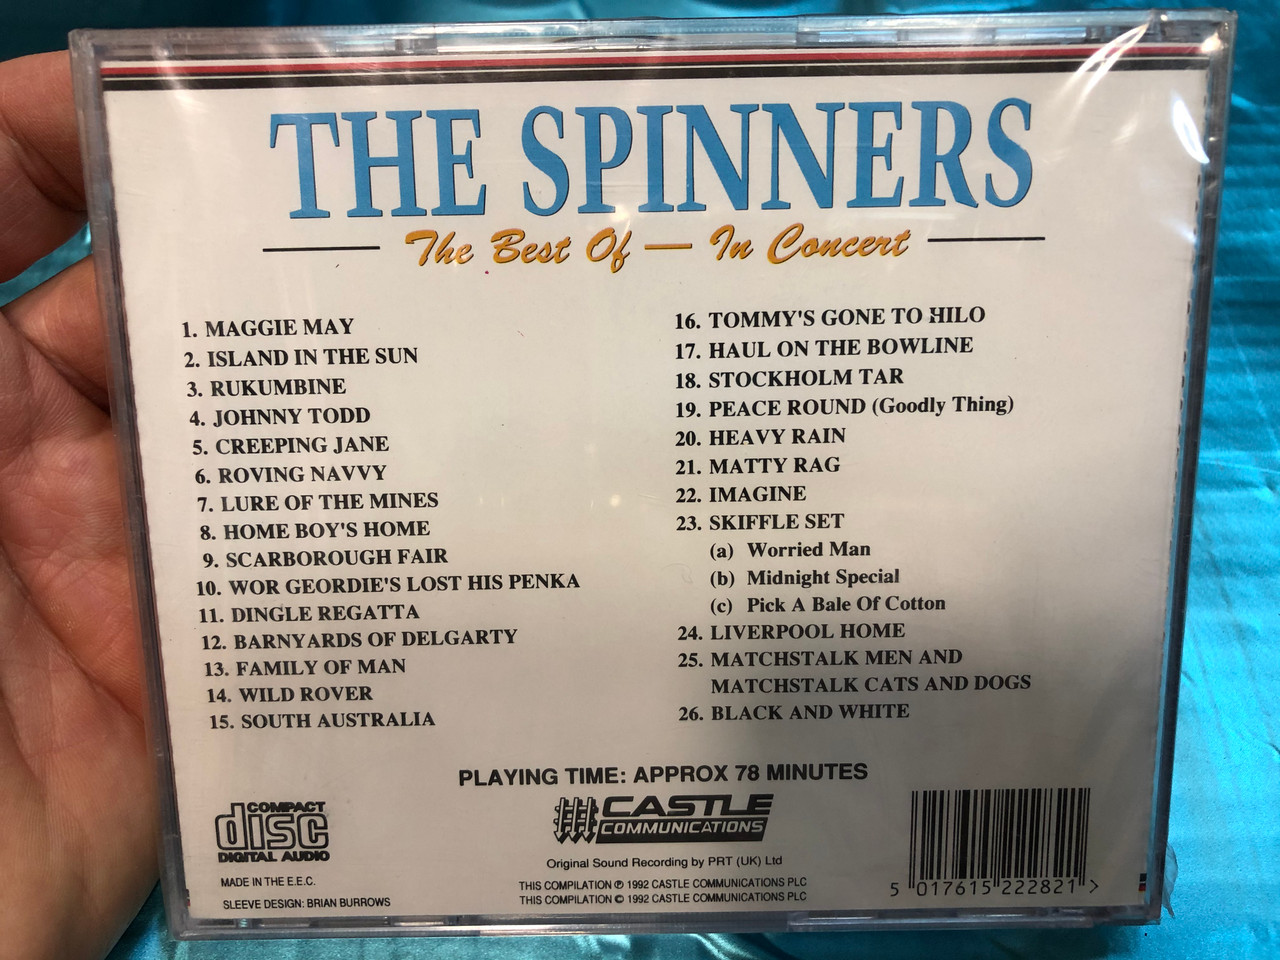 THE SPINNERS
The Best Of — In Concert
1. MAGGIE MAY
2. ISLAND IN THE SUN
3. RUKUMBINE
4. JOHNNY TODD
5. CREEPING JANE
6. ROVING NAVVY
7. LURE OF THE MINES
8. HOME BOY'S HOME
9. SCARBOROUGH FAIR
10. WOR GEORDIE'S LOST HIS PENKA
11. DINGLE REGATTA
12. BARNYARDS OF DELGARTY
13. FAMILY OF MAN
14. WILD ROVER
15. SOUTH AUSTRALIA
16. TOMMY'S GONE TO HILO
17. HAUL ON THE BOWLINE
18. STOCKHOLM TAR
19. PEACE ROUND (Goodly Thing)
20. HEAVY RAIN
21. MATTY RAG
22. IMAGINE
23. SKIFFLE SET
(a) Worried Man
(b) Midnight Special
(c) Pick A Bale Of Cotton
24. LIVERPOOL HOME
25. MATCHSTALK MEN AND
MATCHSTALK CATS AND DOGS
26. BLACK AND WHITE
PLAYING TIME: APPROX 78 MINUTES
COMPACT
disc
DIGITAL AUDIO
MADE IN THE E.E.C.
SLEEVE DESIGN: BRIAN BURROWS
CASTLE
COMMUNICATIONS
Original Sound Recording by PRT (UK) Ltd
THIS COMPILATION ℗ 1992 CASTLE COMMUNICATIONS PLC
THIS COMPILATION © 1992 CASTLE COMMUNICATIONS PLC
5 017615 222821 >